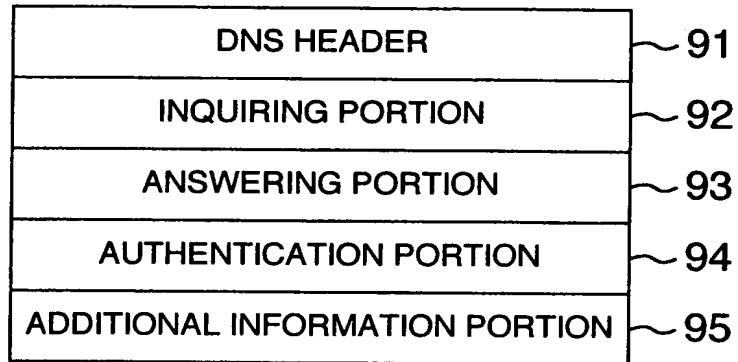 DNS HEADER 91
INQUIRING PORTION 92
ANSWERING PORTION 93
AUTHENTICATION PORTION 94
ADDITIONAL INFORMATION PORTION 95